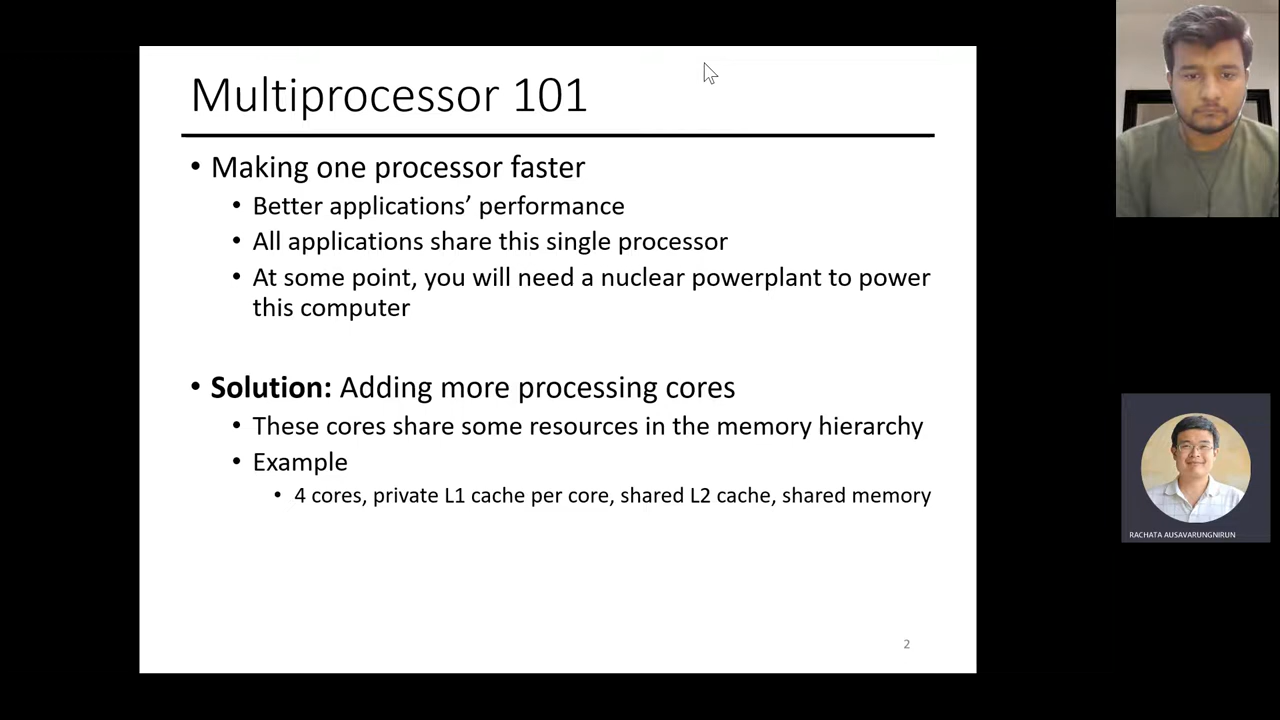 Multiprocessor 101
• Making one processor faster
• Better applications’ performance
• All applications share this single processor
• At some point, you will need a nuclear powerplant to power
this computer
• Solution: Adding more processing cores
• These cores share some resources in the memory hierarchy
• Example
• 4 cores, private L1 cache per core, shared L2 cache, shared memory
2
RACHATA AUSAVARUNGNIRUN